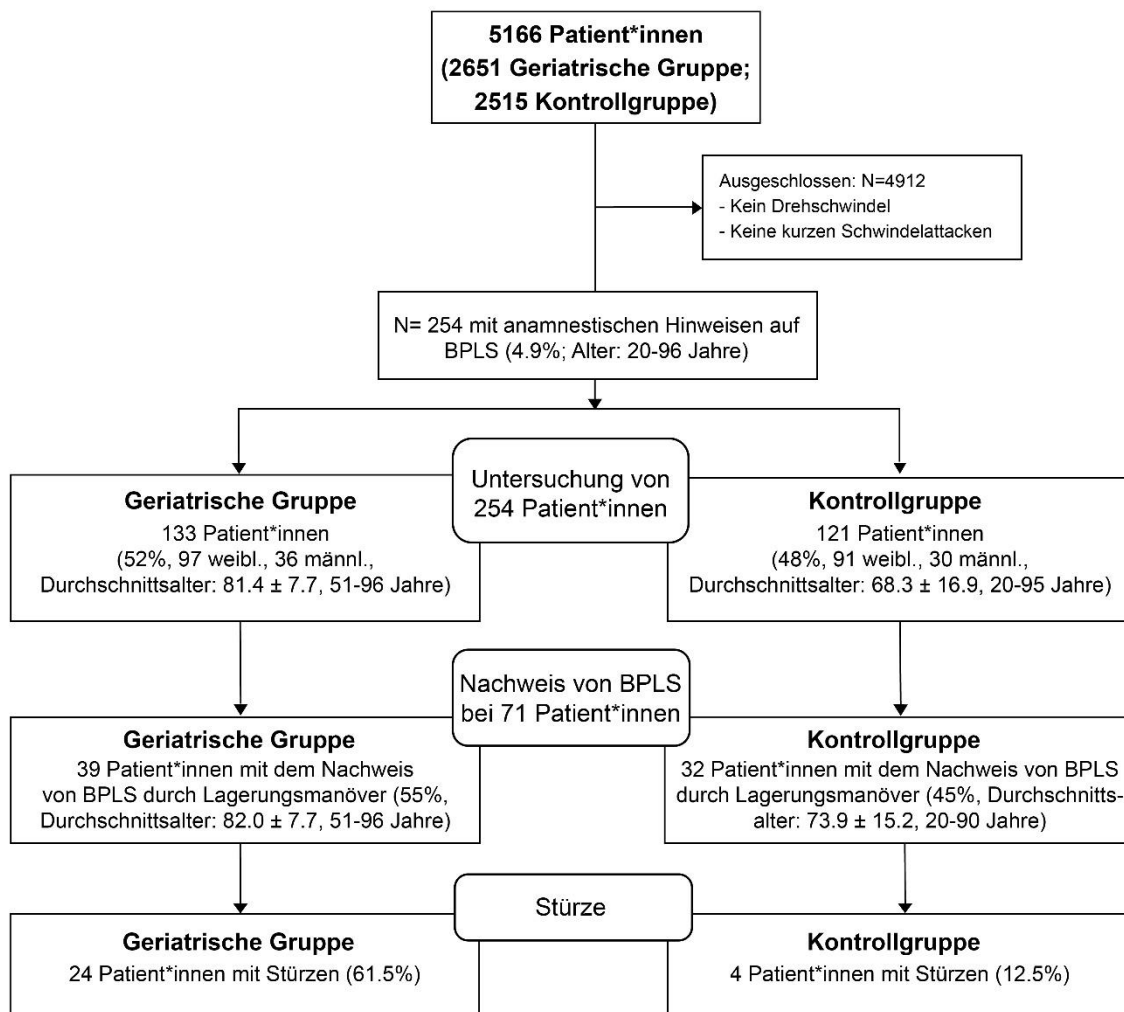 5166 Patient*innen
(2651 Geriatrische Gruppe;
2515 Kontrollgruppe)
Ausgeschlossen: N=4912
- Kein Drehschwindel
- Keine kurzen Schwindelattacken
N= 254 mit anamnestischen Hinweisen auf
BPLS (4.9%; Alter: 20-96 Jahre)
Untersuchung von
254 Patient*innen
Geriatrische Gruppe
133 Patient*innen
(52%, 97 weibl., 36 männl.,
Durchschnittsalter: 81.4 ± 7.7, 51-96 Jahre)
Kontrollgruppe
121 Patient*innen
(48%, 91 weibl., 30 männl.,
Durchschnittsalter: 68.3 ± 16.9, 20-95 Jahre)
Nachweis von BPLS
bei 71 Patient*innen
Geriatrische Gruppe
39 Patient*innen mit dem Nachweis
von BPLS durch Lagerungsmanöver (55%,
Durchschnittsalter: 82.0 ± 7.7, 51-96 Jahre)
Kontrollgruppe
32 Patient*innen mit dem Nachweis von BPLS
durch Lagerungsmanöver (45%, Durchschnitts-
alter: 73.9 ± 15.2, 20-90 Jahre)
Stürze
Geriatrische Gruppe
24 Patient*innen mit Stürzen (61.5%)
Kontrollgruppe
4 Patient*innen mit Stürzen (12.5%)